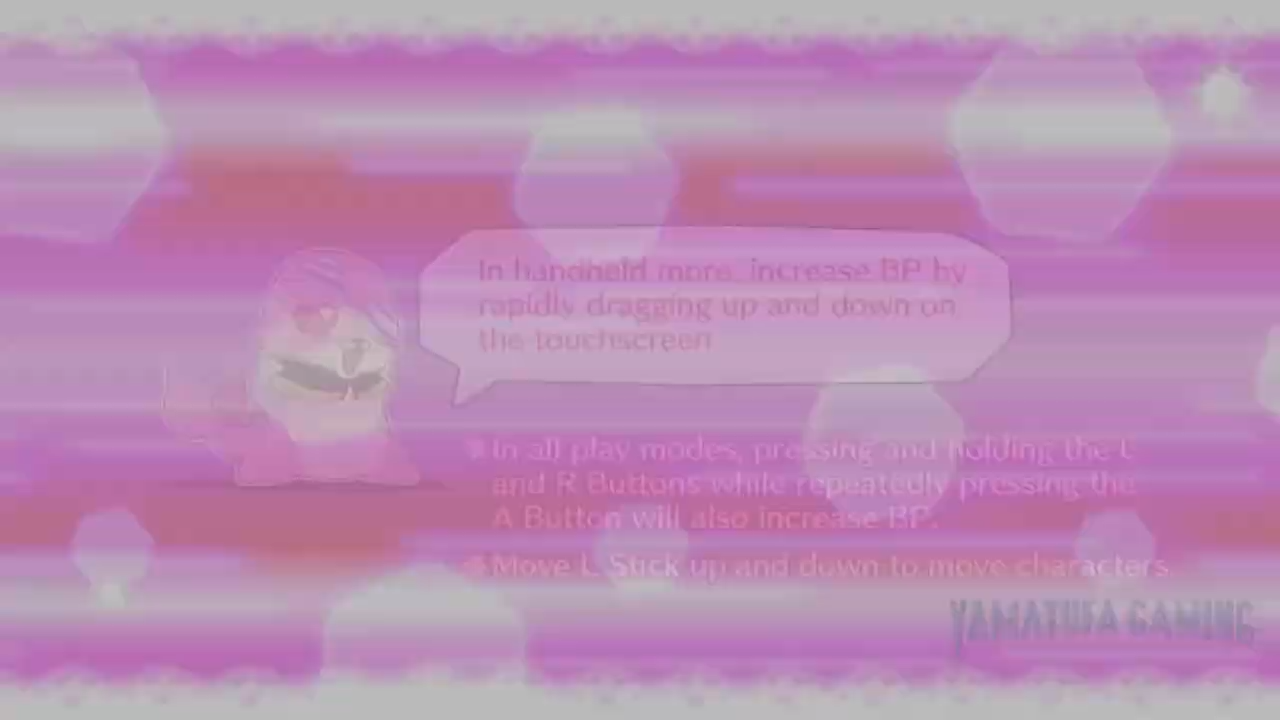 In handheld more, increase BP by
rapidly dragging up and down on
the touchscreen
In all play modes, pressing and holding the L
and R Buttons while repeatedly pressing the
A Button will also increase BP.
Move L Stick up and down to move characters.
YAMATUFA GAMING